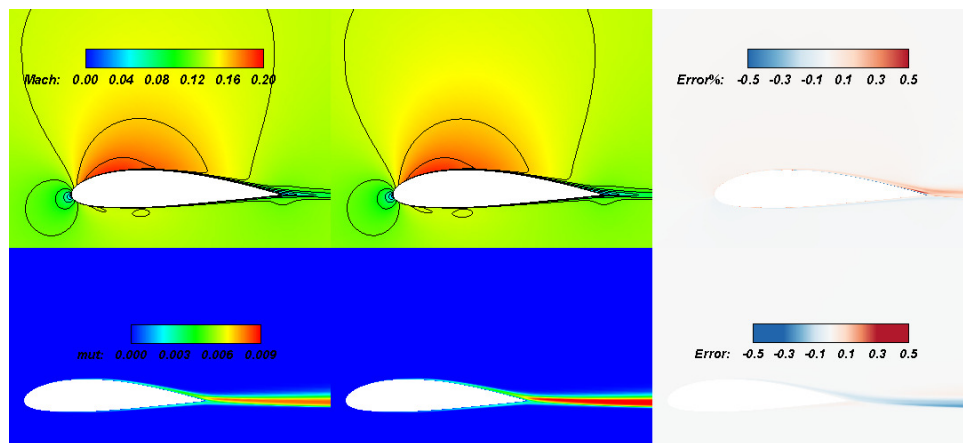 Mach: 0.00 0.04 0.08 0.12 0.16 0.20
Error%: -0.5 -0.3 -0.1 0.1 0.3 0.5
mut: 0.000 0.003 0.006 0.009
Error: -0.5 -0.3 -0.1 0.1 0.3 0.5